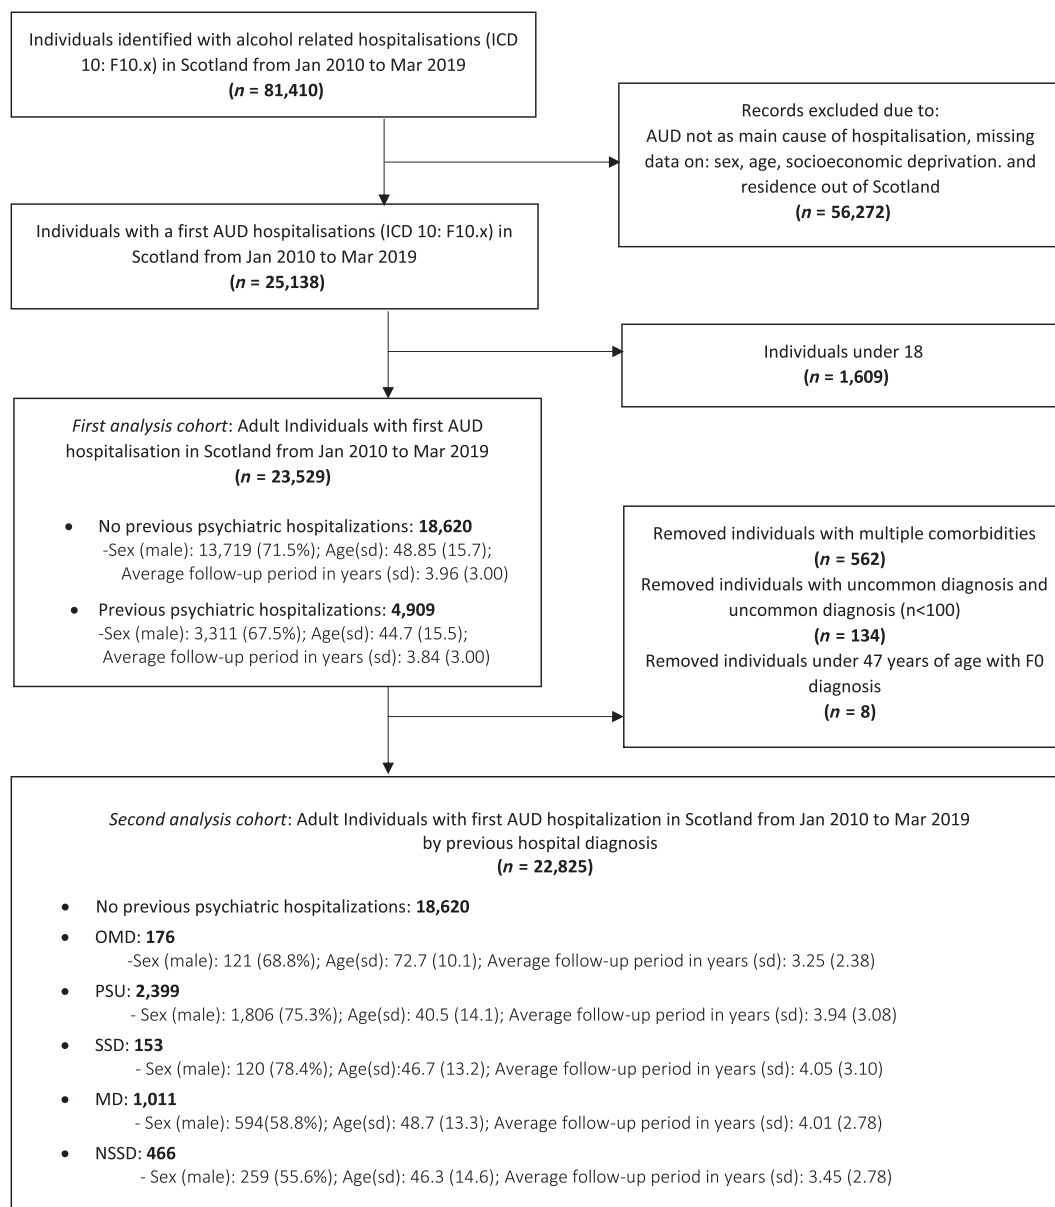 Individuals identified with alcohol related hospitalisations (ICD
10: F10.x) in Scotland from Jan 2010 to Mar 2019
(n = 81,410)
Records excluded due to:
AUD not as main cause of hospitalisation, missing
data on: sex, age, socioeconomic deprivation. and
residence out of Scotland
(n = 56,272)
Individuals with a first AUD hospitalisations (ICD 10: F10.x) in
Scotland from Jan 2010 to Mar 2019
(n = 25,138)
Individuals under 18
(n = 1,609)
First analysis cohort: Adult Individuals with first AUD
hospitalisation in Scotland from Jan 2010 to Mar 2019
(n = 23,529)
• No previous psychiatric hospitalizations: 18,620
-Sex (male): 13,719 (71.5%); Age(sd): 48.85 (15.7);
Average follow-up period in years (sd): 3.96 (3.00)
• Previous psychiatric hospitalizations: 4,909
-Sex (male): 3,311 (67.5%); Age(sd): 44.7 (15.5);
Average follow-up period in years (sd): 3.84 (3.00)
Removed individuals with multiple comorbidities
(n = 562)
Removed individuals with uncommon diagnosis and
uncommon diagnosis (n<100)
(n = 134)
Removed individuals under 47 years of age with F0
diagnosis
(n = 8)
Second analysis cohort: Adult Individuals with first AUD hospitalization in Scotland from Jan 2010 to Mar 2019
by previous hospital diagnosis
(n = 22,825)
• No previous psychiatric hospitalizations: 18,620
• OMD: 176
-Sex (male): 121 (68.8%); Age(sd): 72.7 (10.1); Average follow-up period in years (sd): 3.25 (2.38)
• PSU: 2,399
- Sex (male): 1,806 (75.3%); Age(sd): 40.5 (14.1); Average follow-up period in years (sd): 3.94 (3.08)
• SSD: 153
- Sex (male): 120 (78.4%); Age(sd):46.7 (13.2); Average follow-up period in years (sd): 4.05 (3.10)
• MD: 1,011
- Sex (male): 594(58.8%); Age(sd): 48.7 (13.3); Average follow-up period in years (sd): 4.01 (2.78)
• NSSD: 466
- Sex (male): 259 (55.6%); Age(sd): 46.3 (14.6); Average follow-up period in years (sd): 3.45 (2.78)